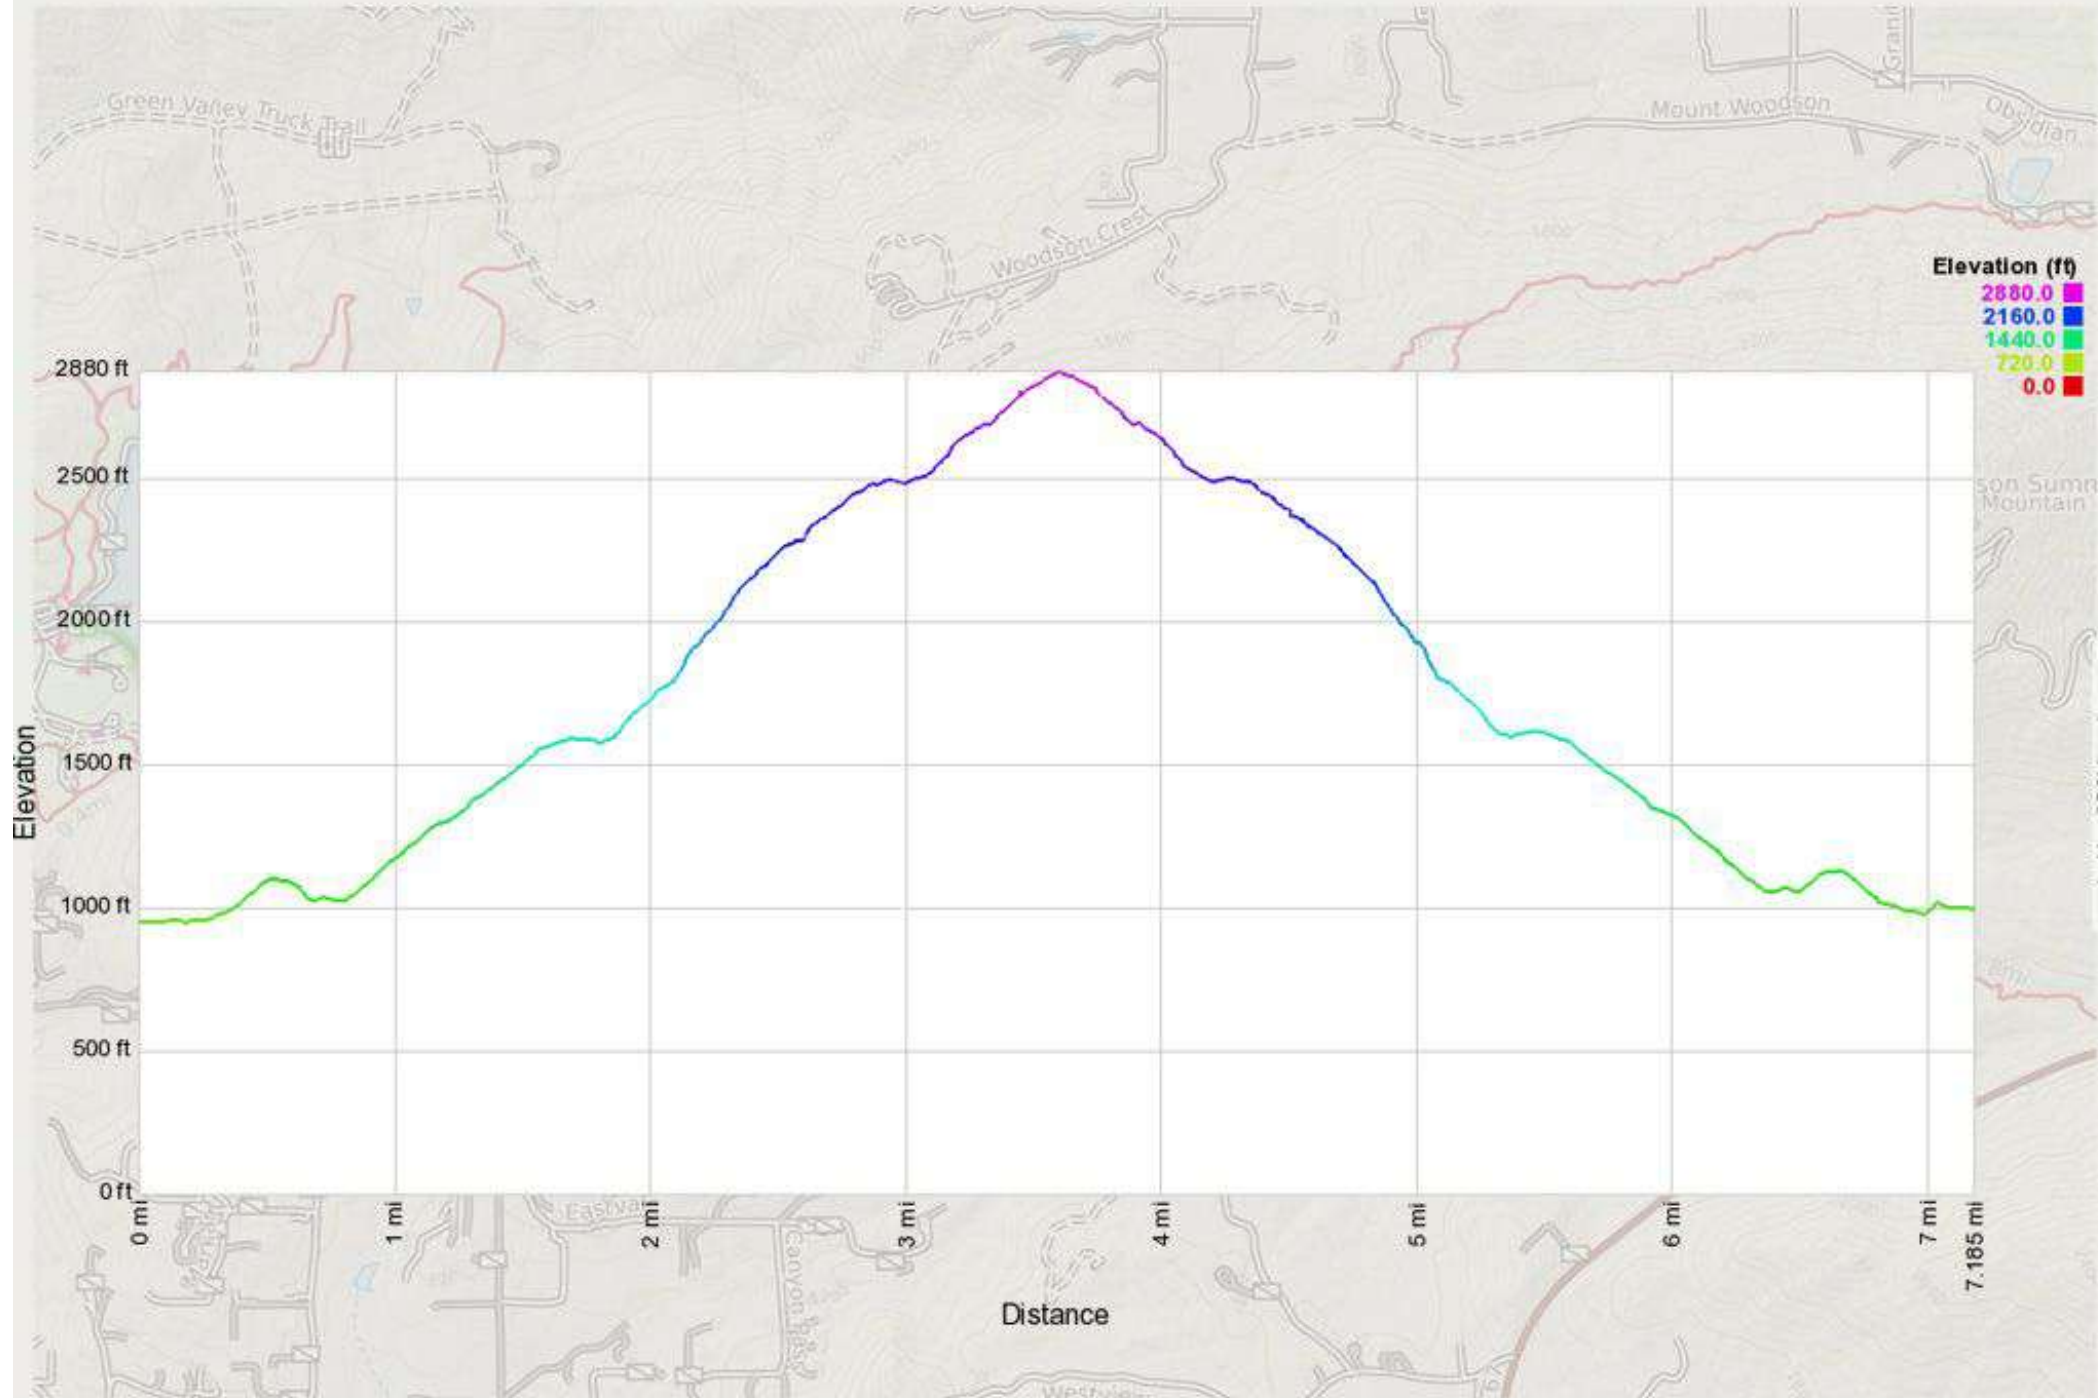 Green Valley Truck Trail
Mount Woodson
Obsidian
Woodson Crest
Elevation (ft)
2880.0
2160.0
1440.0
720.0
0.0
2880 ft
2500 ft
2000 ft
1500 ft
1000 ft
500 ft
0 ft
Elevation
Mountain
0.4mi
0 mi
1 mi
2 mi
3 mi
4 mi
5 mi
6 mi
7 mi
7.185 mi
Distance